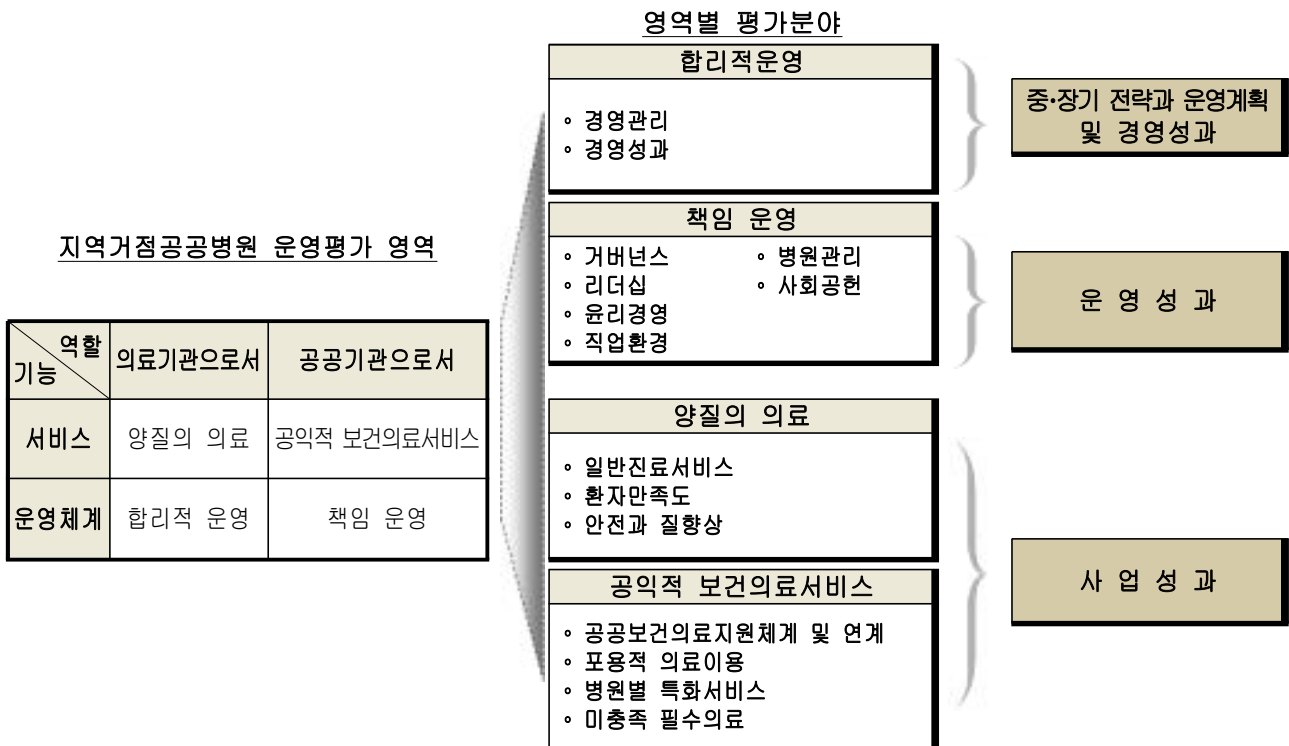 영역별 평가분야
합리적운영
∘ 경영관리
∘ 경영성과
중·장기 전략과 운영계획
및 경영성과
책임 운영
∘ 거버넌스 ∘ 병원관리
∘ 리더십 ∘ 사회공헌
∘ 윤리경영
∘ 직업환경
운 영 성 과
지역거점공공병원 운영평가 영역
역할
기능 의료기관으로서 공공기관으로서
서비스 양질의 의료 공익적 보건의료서비스
운영체계 합리적 운영 책임 운영
양질의 의료
∘ 일반진료서비스
∘ 환자만족도
∘ 안전과 질향상
공익적 보건의료서비스
∘ 공공보건의료지원체계 및 연계
∘ 포용적 의료이용
∘ 병원별 특화서비스
∘ 미충족 필수의료
사 업 성 과